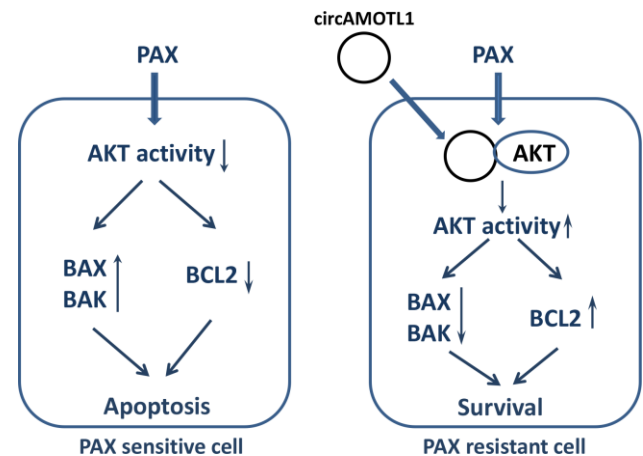 PAX
AKT activity
BAX
BAK
BCL2
Apoptosis
PAX sensitive cell
circAMOTL1
PAX
AKT
AKT activity
BAX
BAK
BCL2
Survival
PAX resistant cell